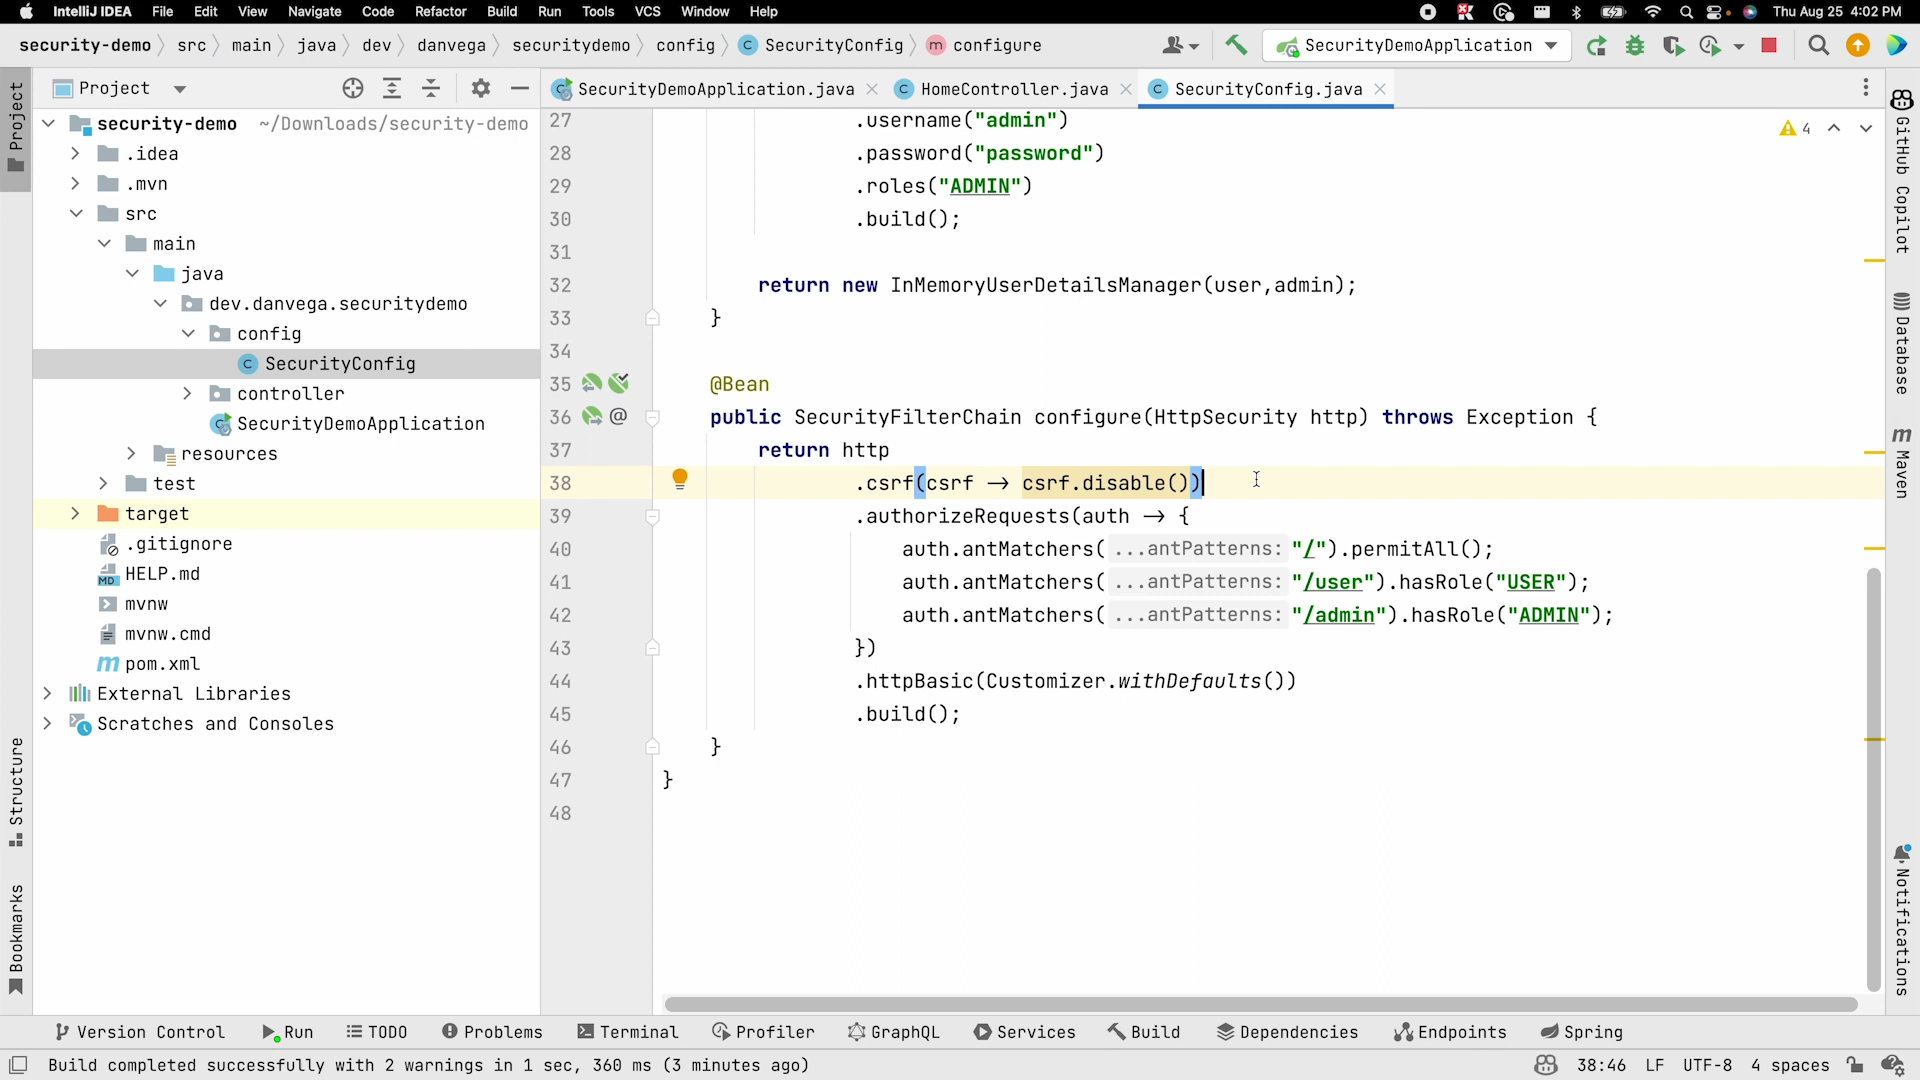 IntelliJ IDEA File Edit View Navigate Code Refactor Build Run Tools VCS Window Help Thu Aug 25 4:02 PM
security-demo src main java dev danvega securitydemo config SecurityConfig configure SecurityDemoApplication
Project
SecurityDemoApplication.java HomeController.java SecurityConfig.java
Project
Structure
Bookmarks
security-demo ~/Downloads/security-demo
.idea
.mvn
src
main
java
dev.danvega.securitydemo
config
SecurityConfig
controller
SecurityDemoApplication
resources
test
target
.gitignore
HELP.md
mvnw
mvnw.cmd
pom.xml
External Libraries
Scratches and Consoles
4
27 .username("admin")
28 .password("password")
29 .roles("ADMIN")
30 .build();
31
32 return new InMemoryUserDetailsManager(user,admin);
33 }
34
35 @Bean
36 @ public SecurityFilterChain configure(HttpSecurity http) throws Exception {
37 return http
38 .csrf(csrf → csrf.disable())
39 .authorizeRequests(auth → {
40 auth.antMatchers( ...antPatterns: "/").permitAll();
41 auth.antMatchers( ...antPatterns: "/user").hasRole("USER");
42 auth.antMatchers( ...antPatterns: "/admin").hasRole("ADMIN");
43 })
44 .httpBasic(Customizer.withDefaults())
45 .build();
46 }
47 }
48
GitHub Copilot
Database
Maven
Notifications
Version Control Run TODO Problems Terminal Profiler GraphQL Services Build Dependencies Endpoints Spring
Build completed successfully with 2 warnings in 1 sec, 360 ms (3 minutes ago) 38:46 LF UTF-8 4 spaces